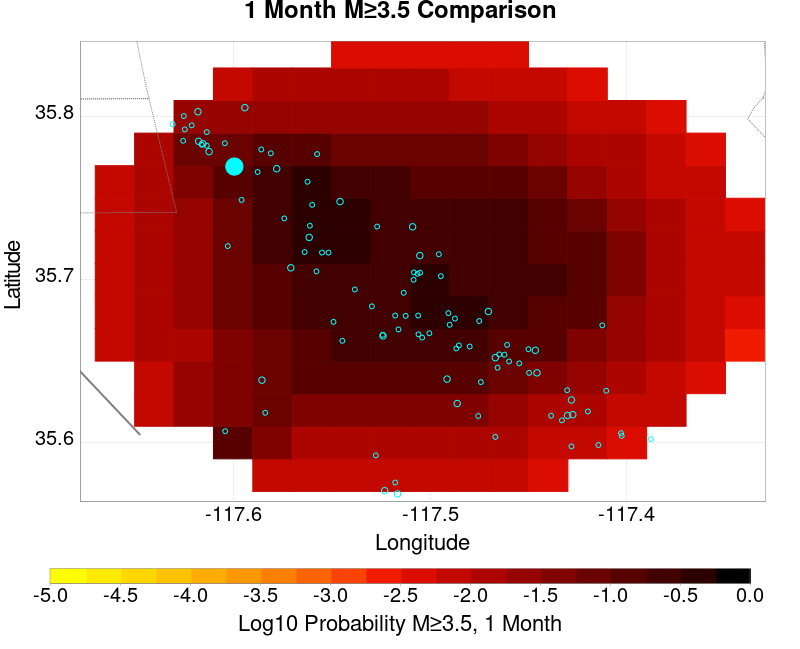 1 Month M≥3.5 Comparison
35.8
35.7
35.6
Latitude
-117.6 -117.5 -117.4
Longitude
-5.0 -4.5 -4.0 -3.5 -3.0 -2.5 -2.0 -1.5 -1.0 -0.5 0.0
Log10 Probability M≥3.5, 1 Month